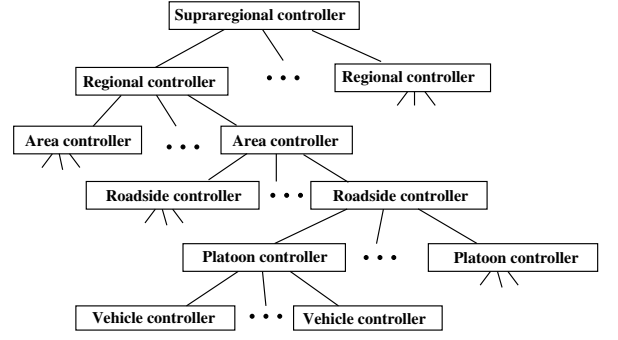 Supraregional controller
Regional controller
Regional controller
Area controller
Area controller
Roadside controller
Roadside controller
Platoon controller
Platoon controller
Vehicle controller
Vehicle controller